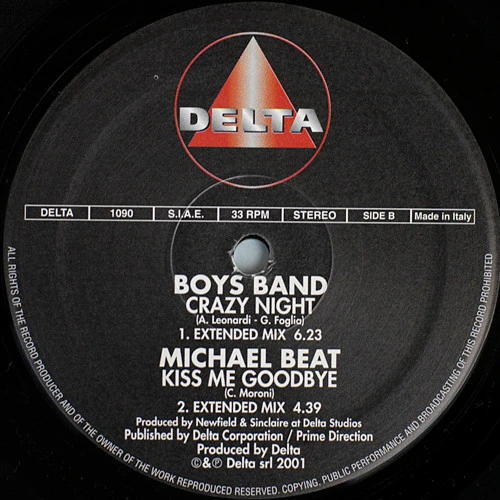 DELTA
DELTA 1090 S.I.A.E. 33 RPM STEREO SIDE B Made in Italy
BOYS BAND
CRAZY NIGHT
(A. Leonardi - G. Foglio)
1. EXTENDED MIX 6.23
MICHAEL BEAT
KISS ME GOODBYE
(C. Moroni)
2. EXTENDED MIX 4.39
Produced by Newfield & Sinclaire at Delta Studios
Published by Delta Corporation / Prime Direction
Produced by Delta
©&℗ Delta srl 2001
ALL RIGHTS OF THE RECORD PRODUCER AND OF THE OWNER OF THE WORK REPRODUCED RESERVED. COPYING, PUBLIC PERFORMANCE AND BROADCASTING OF THIS RECORD PROHIBITED